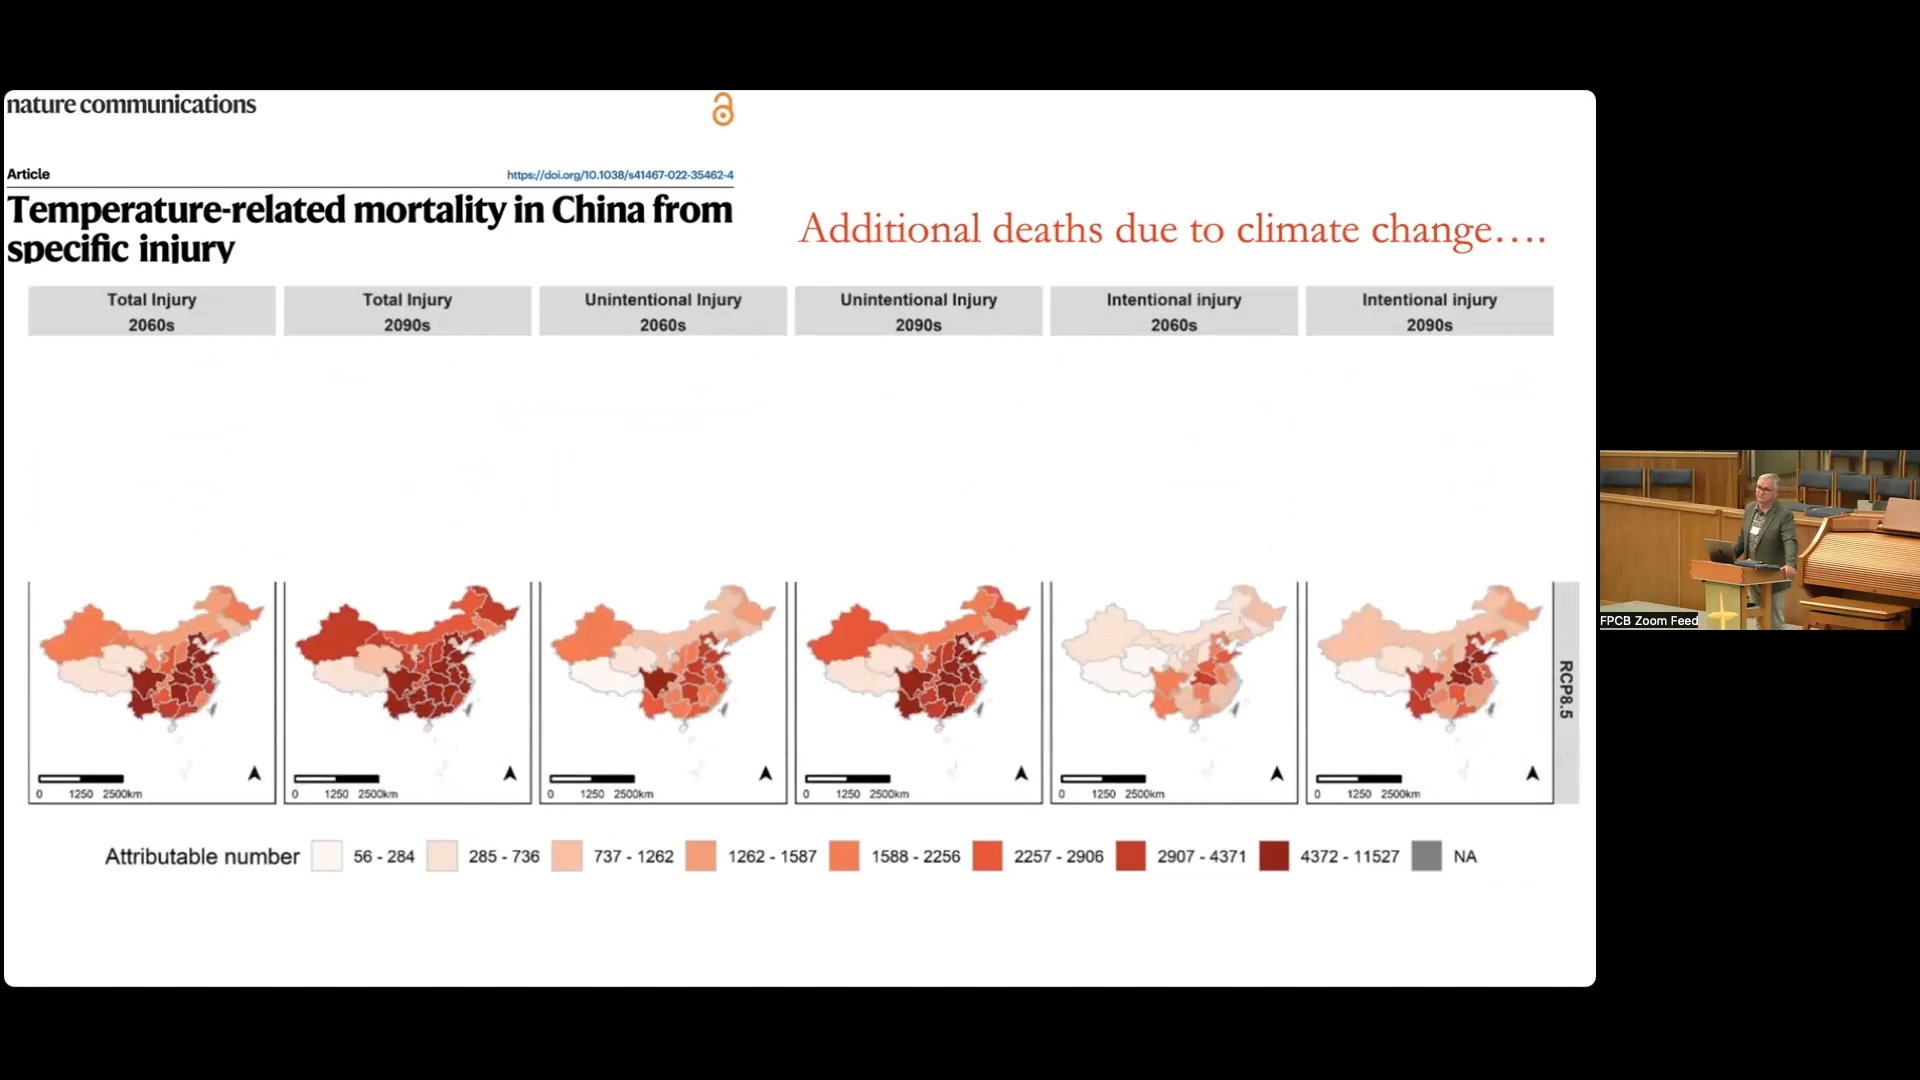 nature communications
Article
https://doi.org/10.1038/s41467-022-35462-4
Temperature-related mortality in China from
specific injury
Additional deaths due to climate change....
Total Injury
2060s
Total Injury
2090s
Unintentional Injury
2060s
Unintentional Injury
2090s
Intentional injury
2060s
Intentional injury
2090s
RCP8.5
0 1250 2500km
0 1250 2500km
0 1250 2500km
0 1250 2500km
0 1250 2500km
0 1250 2500km
Attributable number 56 - 284 285 - 736 737 - 1262 1262 - 1587 1588 - 2256 2257 - 2906 2907 - 4371 4372 - 11527 NA
FPCB Zoom Feed